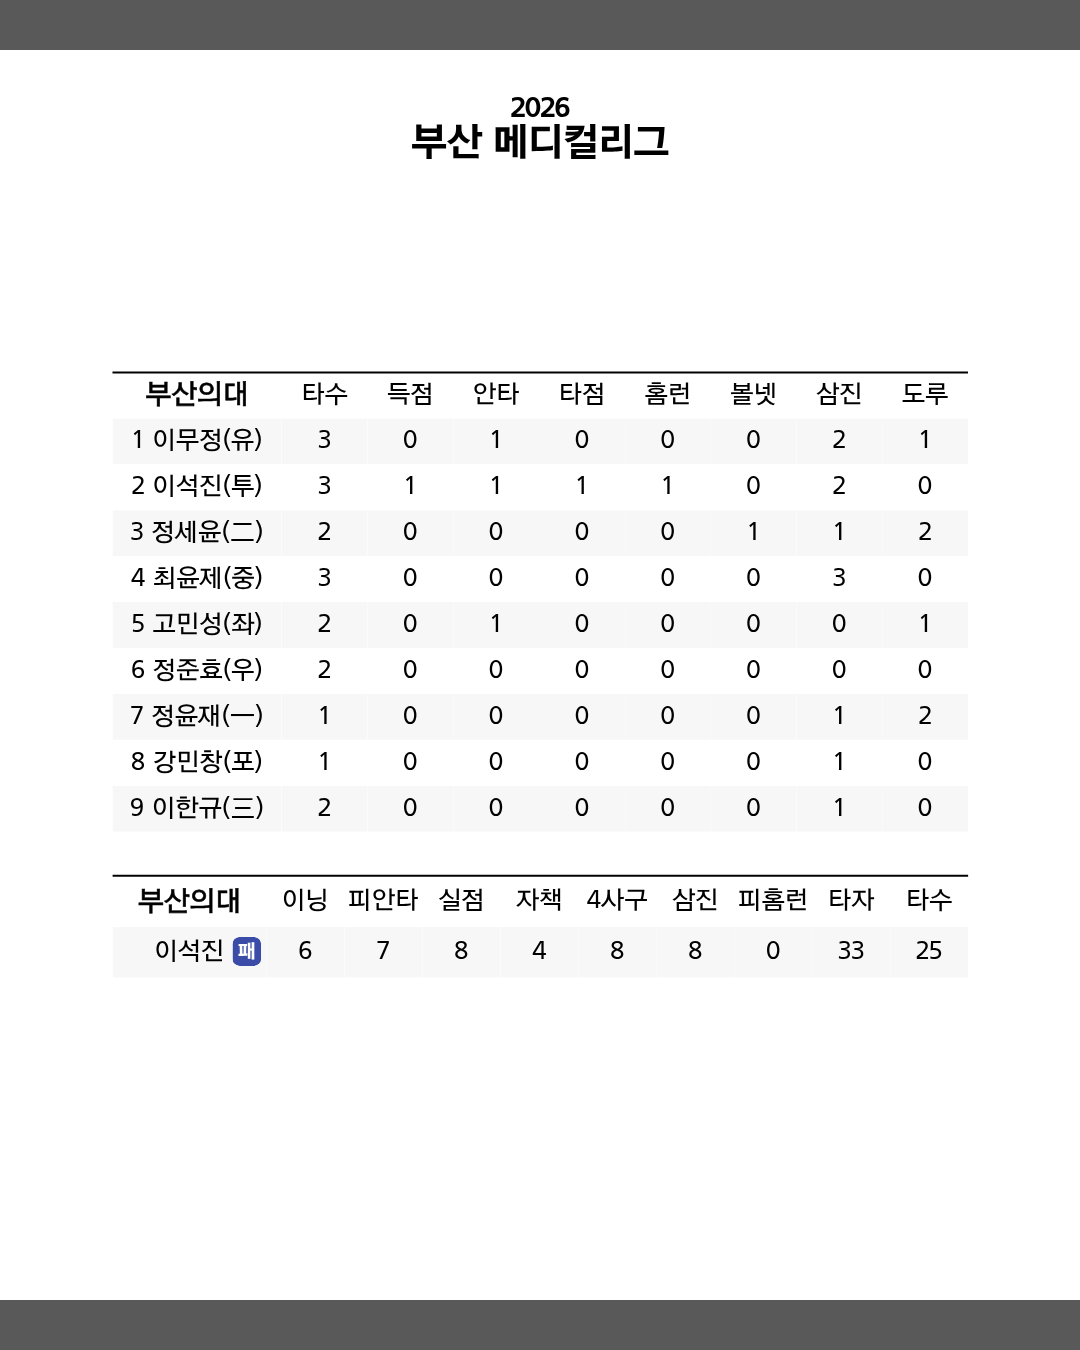 2026
부산 메디컬리그
부산의대 타수 득점 안타 타점 홈런 볼넷 삼진 도루
1 이무정(유) 3 0 1 0 0 0 2 1
2 이석진(투) 3 1 1 1 1 0 2 0
3 정세윤(二) 2 0 0 0 0 1 1 2
4 최윤제(중) 3 0 0 0 0 0 3 0
5 고민성(좌) 2 0 1 0 0 0 0 1
6 정준효(우) 2 0 0 0 0 0 0 0
7 정윤재(一) 1 0 0 0 0 0 1 2
8 강민창(포) 1 0 0 0 0 0 1 0
9 이한규(三) 2 0 0 0 0 0 1 0
부산의대 이닝 피안타 실점 자책 4사구 삼진 피홈런 타자 타수
이석진 패 6 7 8 4 8 8 0 33 25